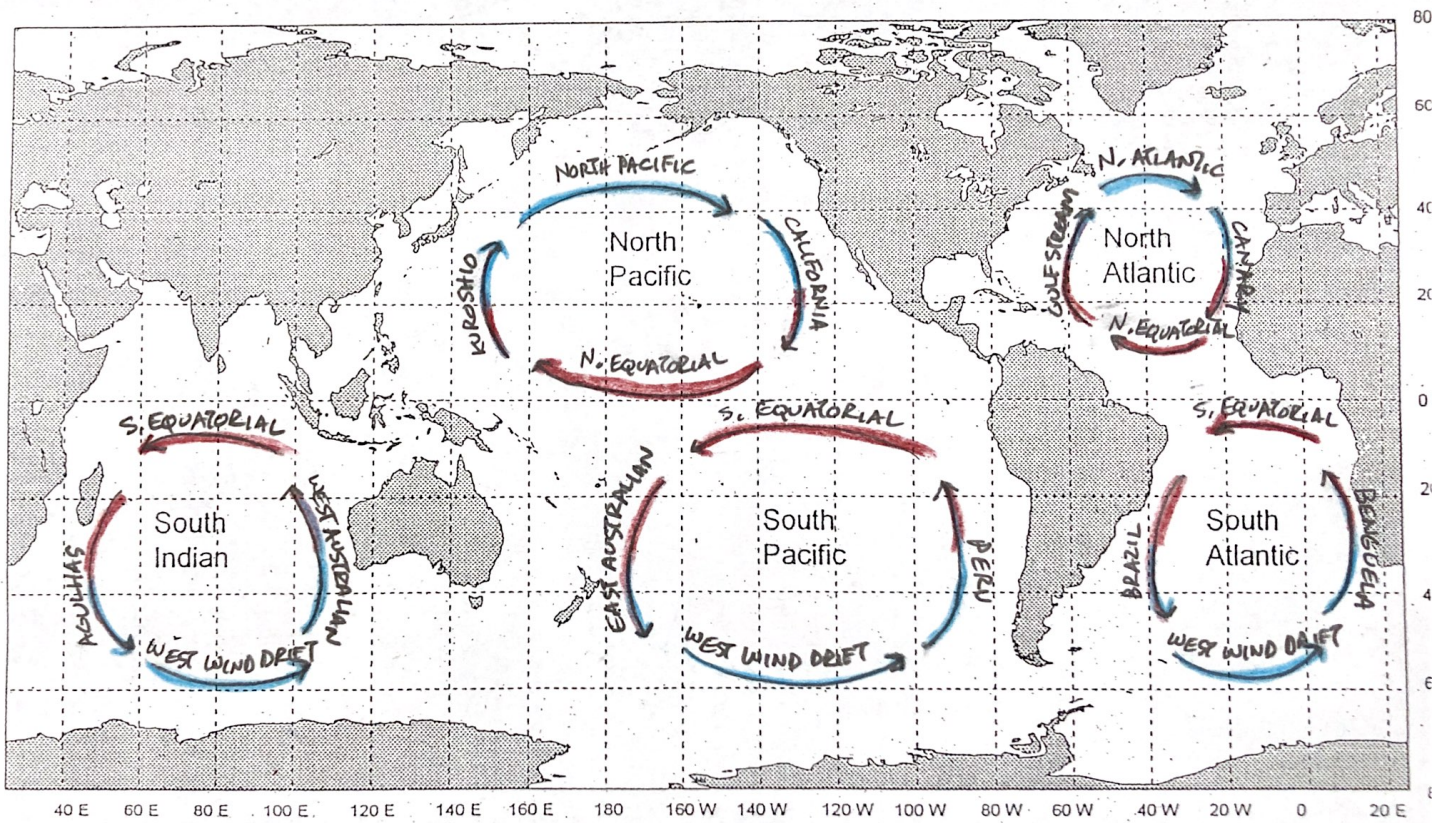 80
60
NORTH PACIFIC
N. ATLANTIC
40
KUROSHIO
North
Pacific
CALIFORNIA
GULF STREAM
North
Atlantic
CANARY
20
N. EQUATORIAL
N. EQUATORIAL
0
S. EQUATORIAL
S. EQUATORIAL
S. EQUATORIAL
20
AGULHAS
South
Indian
WEST AUSTRALIAN
EAST AUSTRALIAN
South
Pacific
PERU
BRAZIL
South
Atlantic
BENGUELA
4
WEST WIND DRIFT
WEST WIND DRIFT
WEST WIND DRIFT
6
8
40 E 60 E 80 E 100 E 120 E 140 E 160 E 180 160 W 140 W 120 W 100 W 80 W 60 W 40 W 20 W 0 20 E